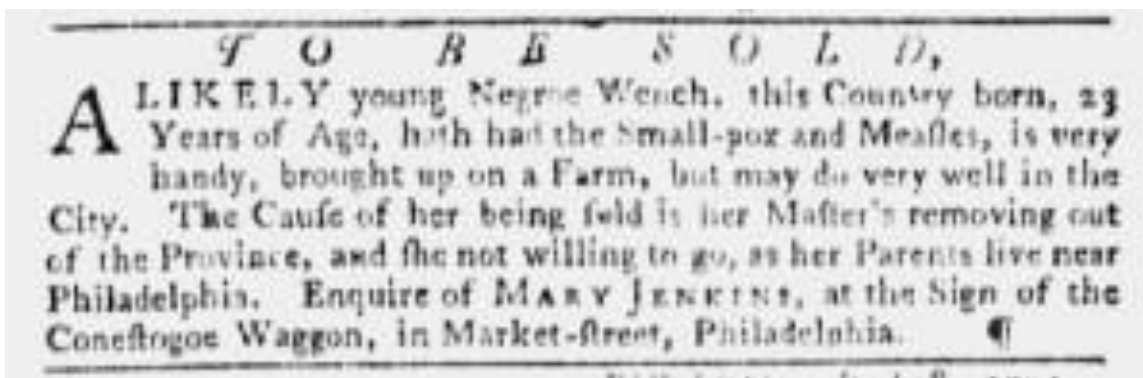 TO BE SOLD,
A LIKELY young Negroe Wench, this Country born, 23
Years of Age, hath had the Small-pox and Meaſles, is very
handy, brought up on a Farm, but may do very well in the
City. The Cauſe of her being ſold is her Maſter's removing out
of the Province, and ſhe not willing to go, as her Parents live near
Philadelphia. Enquire of MARY JENKINS, at the Sign of the
Coneſtogoe Waggon, in Market-ſtreet, Philadelphia. ¶